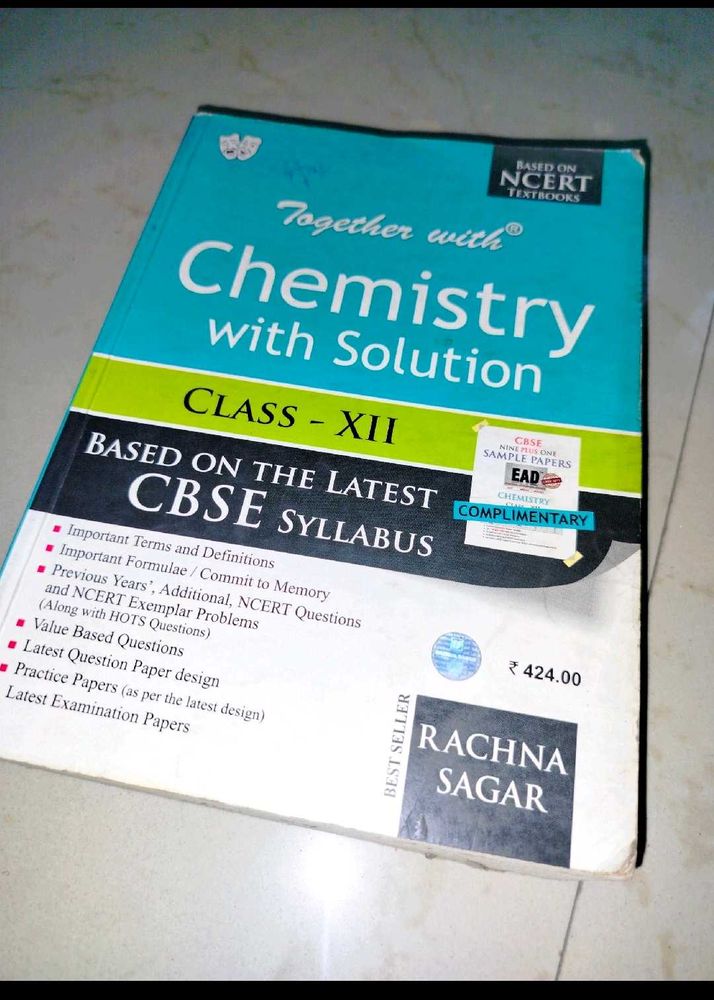 BASED ON
NCERT
TEXTBOOKS
Together with®
Chemistry
with Solution
CLASS - XII
BASED ON THE LATEST
CBSE SYLLABUS
CBSE
NINE PLUS ONE
SAMPLE PAPERS
EAD
CHEMISTRY
COMPLIMENTARY
Important Terms and Definitions
Important Formulae / Commit to Memory
Previous Years', Additional, NCERT Questions
and NCERT Exemplar Problems
(Along with HOTS Questions)
Value Based Questions
Latest Question Paper design
Practice Papers (as per the latest design)
Latest Examination Papers
₹ 424.00
BEST SELLER
RACHNA
SAGAR